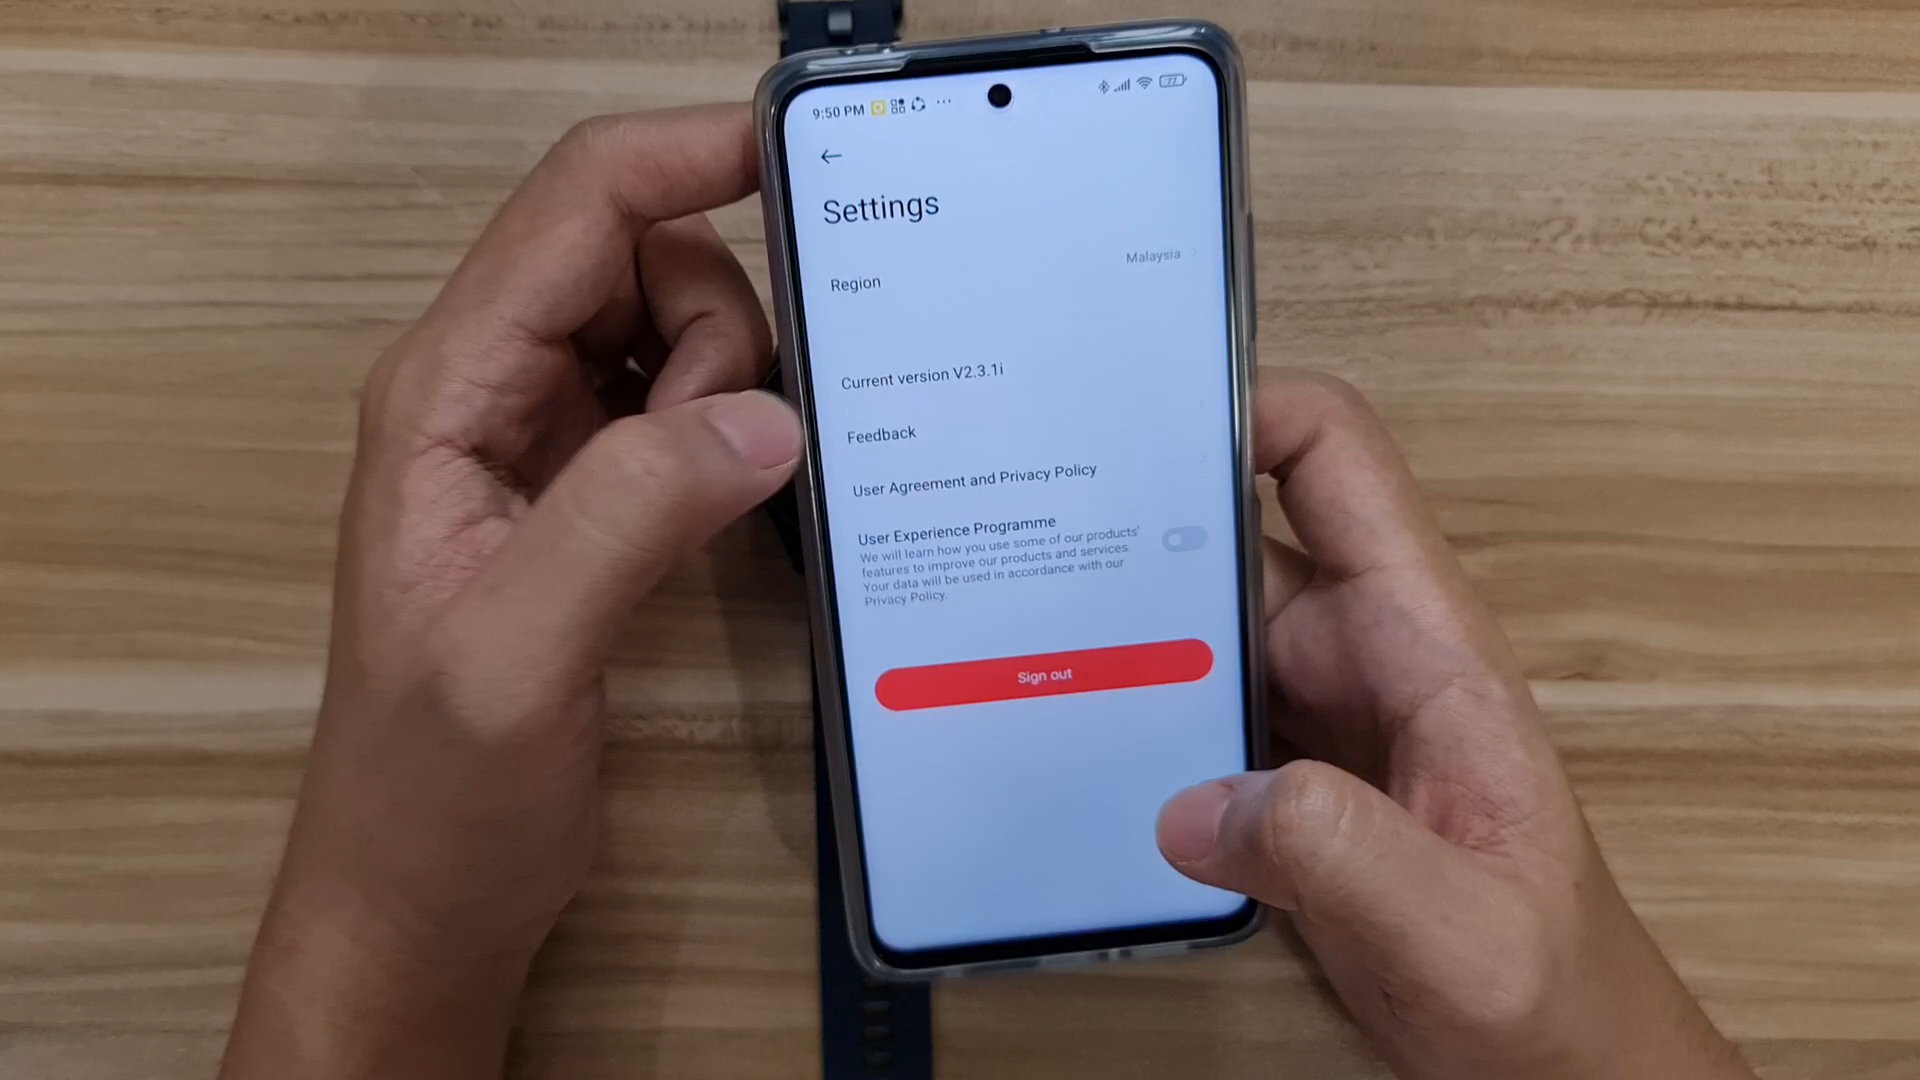 9:50 PM
77
Settings
Region
Malaysia
Current version V2.3.1i
Feedback
User Agreement and Privacy Policy
User Experience Programme
We will learn how you use some of our products'
features to improve our products and services.
Your data will be used in accordance with our
Privacy Policy.
Sign out